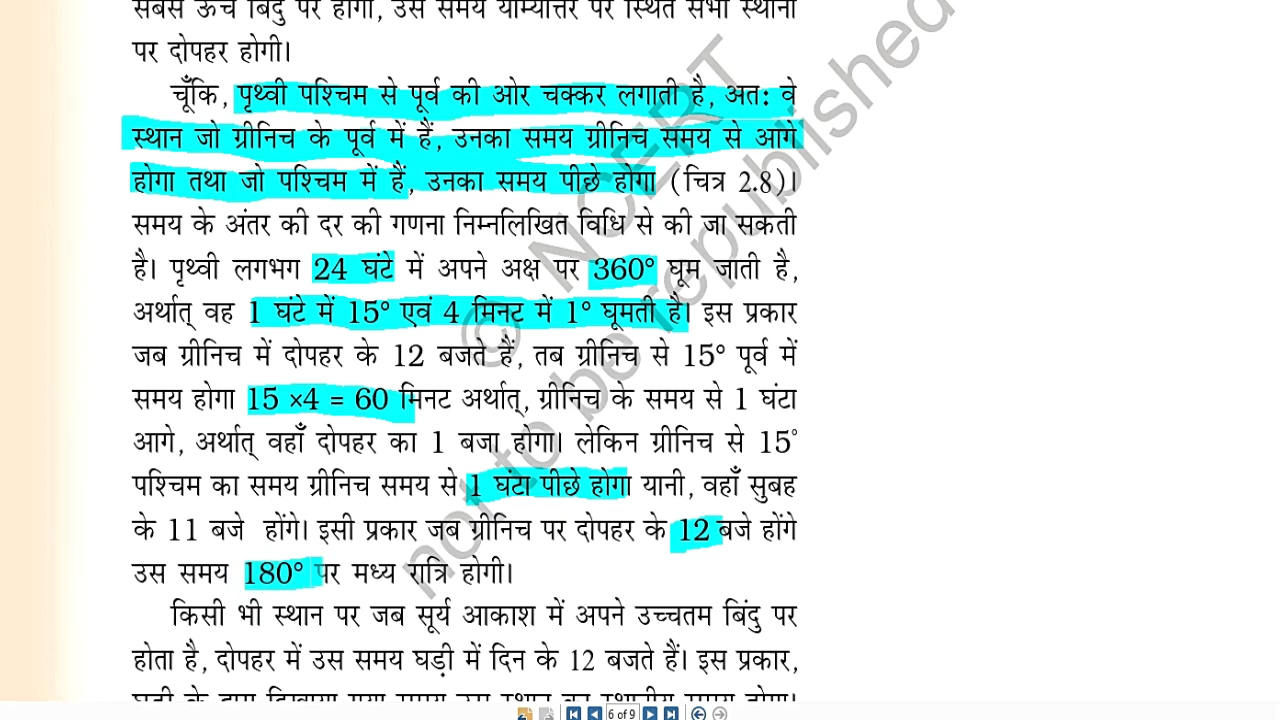 सबसे ऊँचे बिंदु पर होगा, उस समय याम्योत्तर पर स्थित सभी स्थानों
पर दोपहर होगी।
चूँकि, पृथ्वी पश्चिम से पूर्व की ओर चक्कर लगाती है, अत: वे
स्थान जो ग्रीनिच के पूर्व में हैं, उनका समय ग्रीनिच समय से आगे
होगा तथा जो पश्चिम में हैं, उनका समय पीछे होगा (चित्र 2.8)।
समय के अंतर की दर की गणना निम्नलिखित विधि से की जा सकती
है। पृथ्वी लगभग 24 घंटे में अपने अक्ष पर 360° घूम जाती है,
अर्थात् वह 1 घंटे में 15° एवं 4 मिनट में 1° घूमती है। इस प्रकार
जब ग्रीनिच में दोपहर के 12 बजते हैं, तब ग्रीनिच से 15° पूर्व में
समय होगा 15 ×4 = 60 मिनट अर्थात्, ग्रीनिच के समय से 1 घंटा
आगे, अर्थात् वहाँ दोपहर का 1 बजा होगा। लेकिन ग्रीनिच से 15°
पश्चिम का समय ग्रीनिच समय से 1 घंटा पीछे होगा यानी, वहाँ सुबह
के 11 बजे होंगे। इसी प्रकार जब ग्रीनिच पर दोपहर के 12 बजे होंगे
उस समय 180° पर मध्य रात्रि होगी।
किसी भी स्थान पर जब सूर्य आकाश में अपने उच्चतम बिंदु पर
होता है, दोपहर में उस समय घड़ी में दिन के 12 बजते हैं। इस प्रकार,
© NCERT
not to be republished
6 of 9